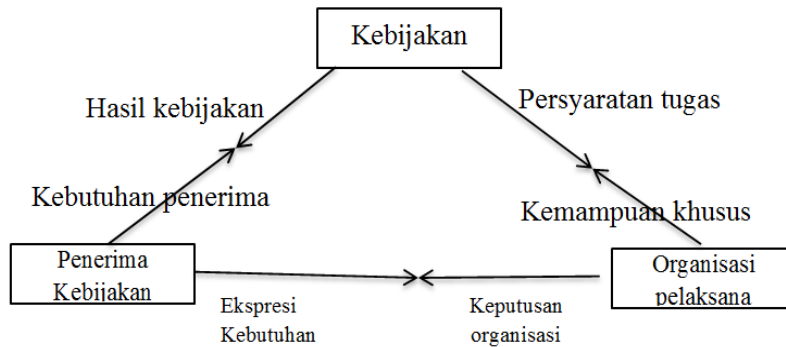 Kebijakan
Hasil kebijakan
Persyaratan tugas
Kebutuhan penerima
Kemampuan khusus
Penerima
Kebijakan
Organisasi
pelaksana
Ekspresi
Kebutuhan
Keputusan
organisasi